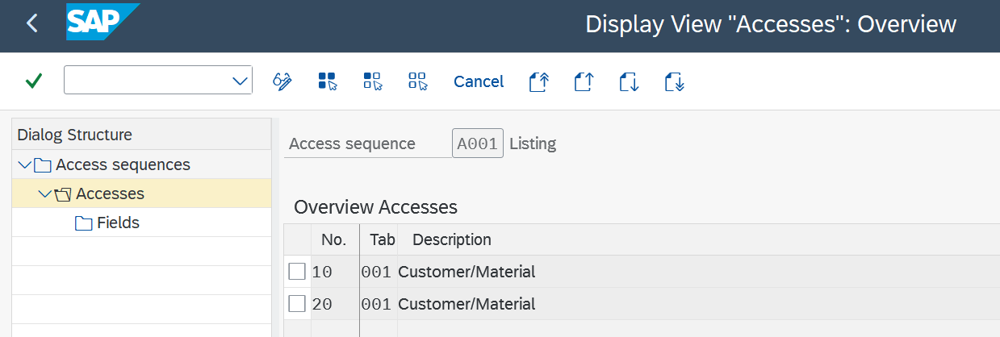 SAP Display View "Accesses": Overview
Cancel
Dialog Structure
Access sequences
Accesses
Fields
Access sequence A001 Listing
Overview Accesses
No. Tab Description
10 001 Customer/Material
20 001 Customer/Material